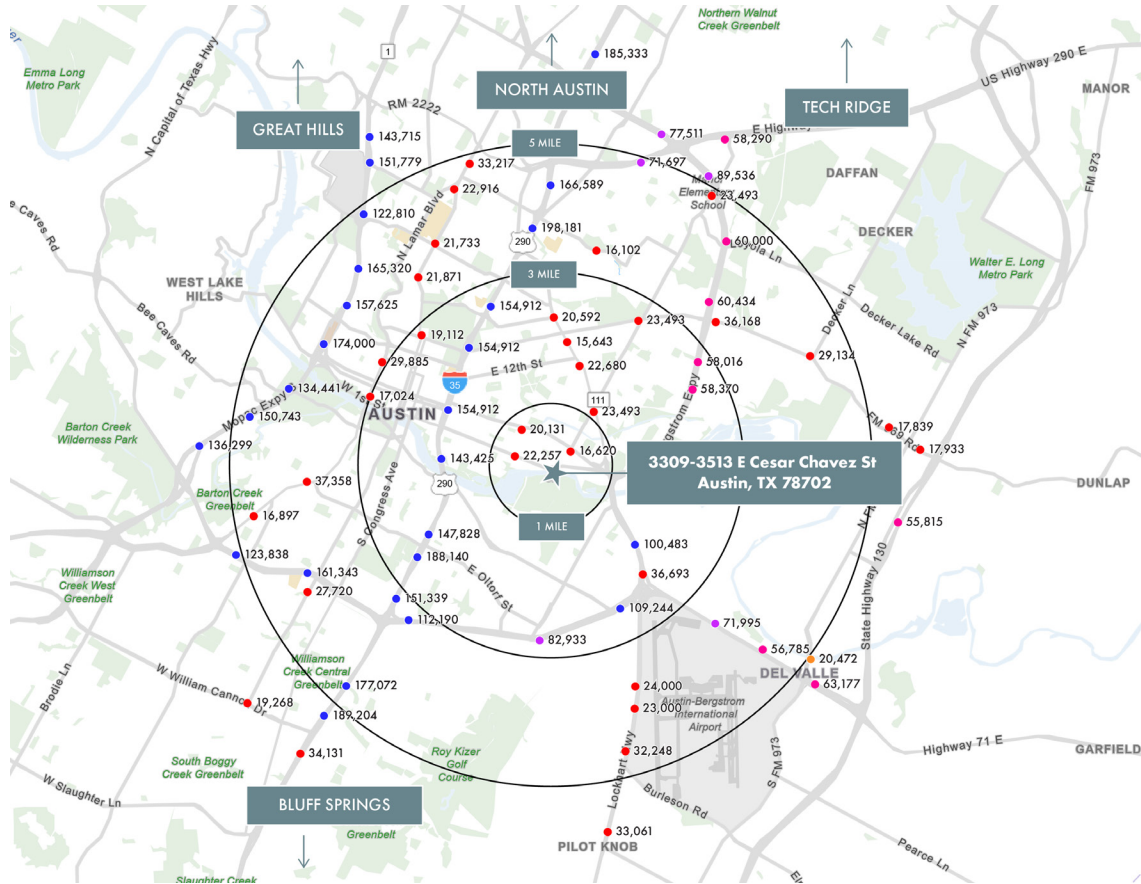 Northern Walnut
Creek Greenbelt
185,333
1
US Highway 290 E
Emma Long
Metro Park
N Capital of Texas Hwy
NORTH AUSTIN
TECH RIDGE
MANOR
RM 2222
GREAT HILLS
143,715
77,511
E Highway
58,290
5 MILE
151,779
33,217
71,697
FM 973
22,916
166,589
89,536
Elementary
School
23,493
DAFFAN
122,810
N Lamar Blvd
198,181
290
21,733
16,102
60,000
Loyola Ln
DECKER
Caves Rd
165,320
21,871
3 MILE
Walter E. Long
Metro Park
WEST LAKE
HILLS
157,625
154,912
60,434
Decker Ln
Decker Lake Rd
N FM 973
Bee Caves Rd
20,592
23,493
36,168
19,112
15,643
174,000
154,912
29,885
E 12th St
22,680
58,016
29,134
35
134,441
W 1st St
17,024
58,370
111
AUSTIN
154,912
23,493
150,743
Mopac Expy
Barton Creek
Wilderness Park
20,131
17,839
FM 969 Rd
136,299
143,425
22,257
16,620
17,933
3309-3513 E Cesar Chavez St
Austin, TX 78702
290
37,358
DUNLAP
Barton Creek
Greenbelt
16,897
S Congress Ave
1 MILE
55,815
147,828
123,838
188,140
100,483
State Highway 130
161,343
E Oltorf St
36,693
Williamson
Creek West
Greenbelt
27,720
151,339
109,244
112,190
71,995
82,933
56,785
20,472
DEL VALLE
63,177
Williamson
Creek Central
Greenbelt
W William Cannon Dr
Brodie Ln
177,072
24,000
19,268
189,204
23,000
Austin-Bergstrom
International
Airport
Highway 71 E
GARFIELD
34,131
32,248
South Boggy
Creek Greenbelt
Roy Kizer
Golf
Course
S FM 973
W Slaughter Ln
BLUFF SPRINGS
Burleson Rd
Greenbelt
33,061
PILOT KNOB
Pearce Ln
Slaughter Creek